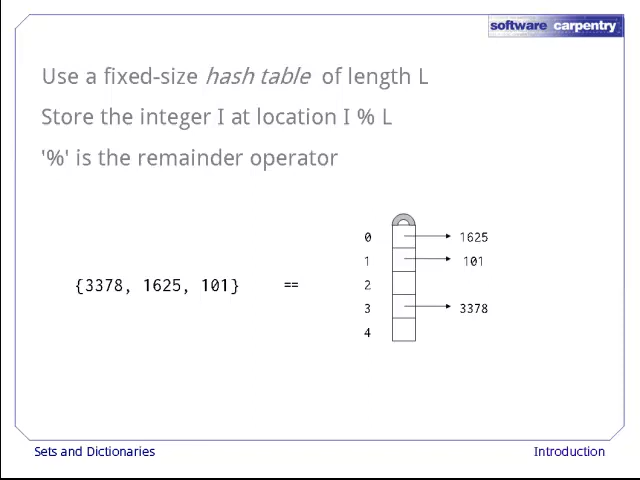 software carpentry
Use a fixed-size hash table of length L
Store the integer I at location I % L
'%' is the remainder operator
0 1625
1 101
2
{3378, 1625, 101} ==
3 3378
4
Sets and Dictionaries Introduction